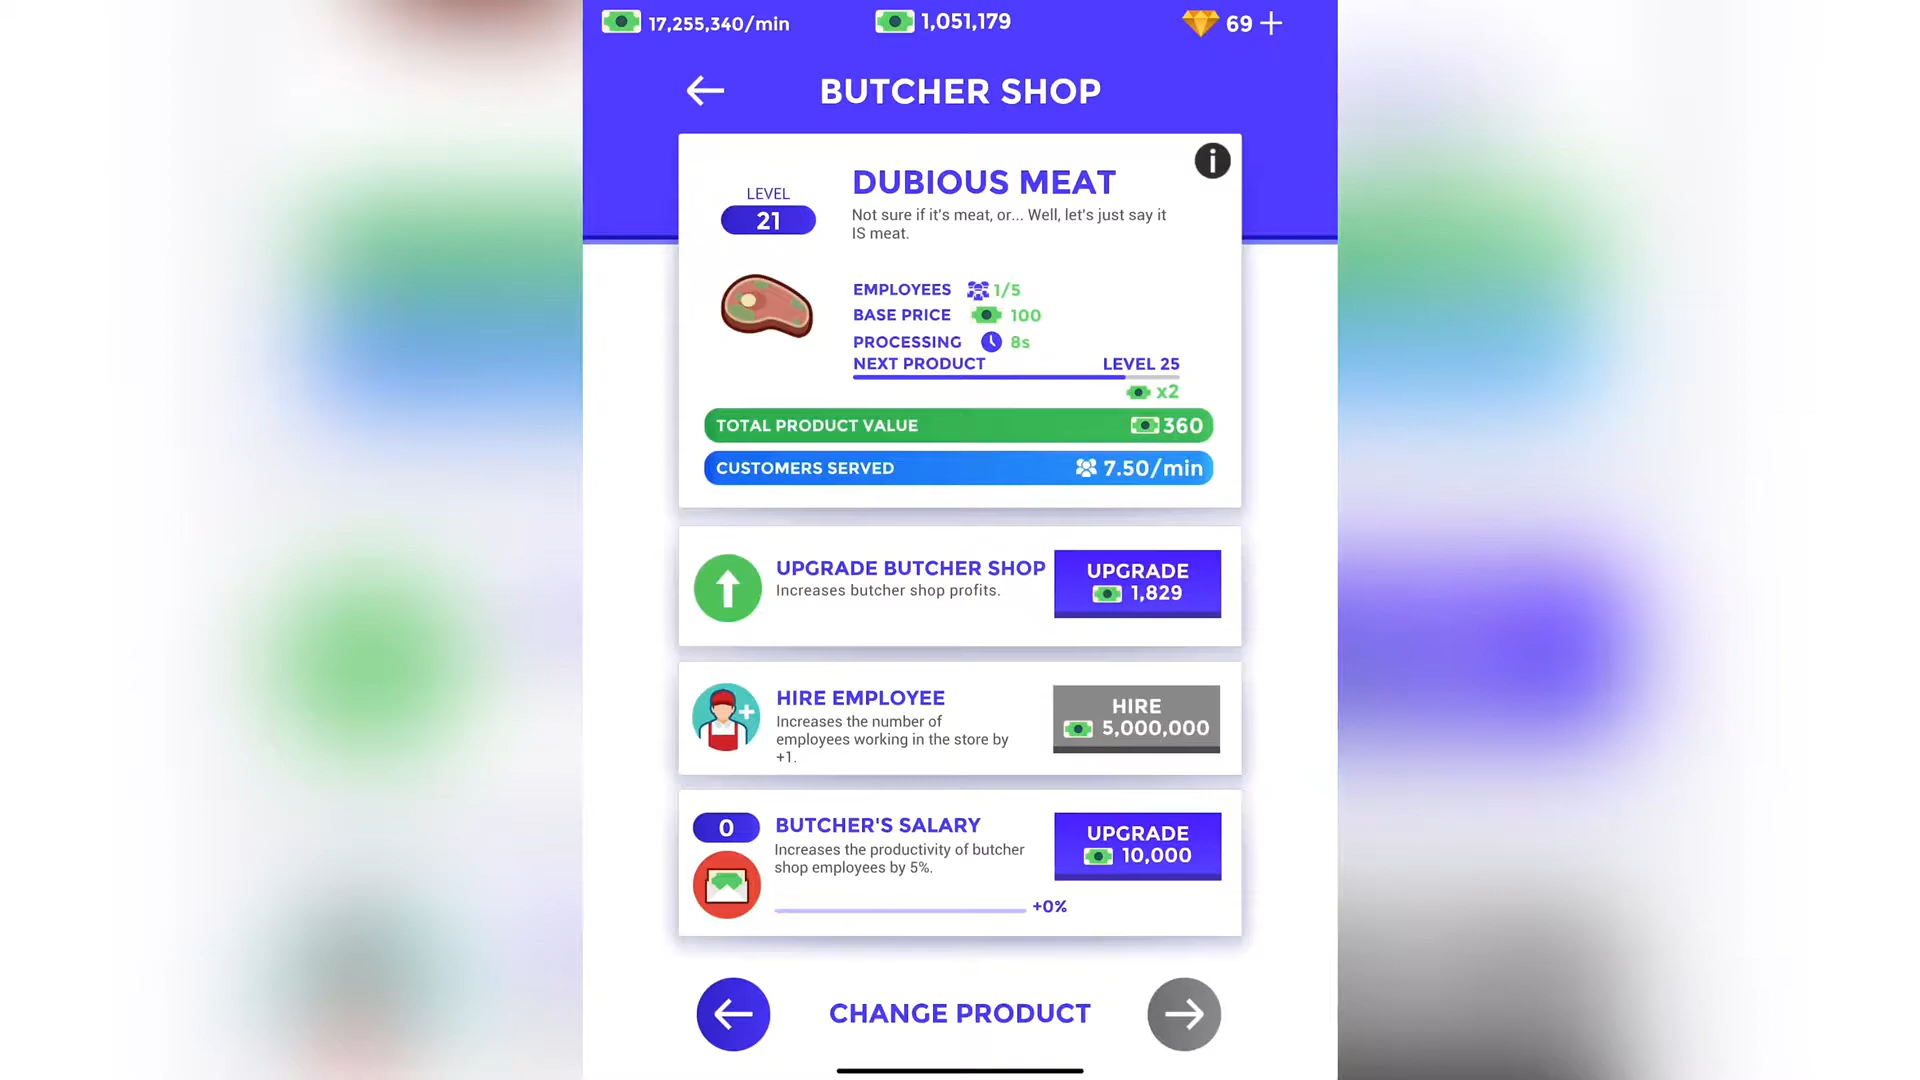 17,255,340/min
1,051,179
69
BUTCHER SHOP
LEVEL
21
DUBIOUS MEAT
Not sure if it's meat, or... Well, let's just say it
IS meat.
EMPLOYEES 1/5
BASE PRICE 100
PROCESSING 8s
NEXT PRODUCT LEVEL 25
x2
TOTAL PRODUCT VALUE 360
CUSTOMERS SERVED 7.50/min
UPGRADE BUTCHER SHOP
Increases butcher shop profits.
UPGRADE
1,829
HIRE EMPLOYEE
Increases the number of
employees working in the store by
+1.
HIRE
5,000,000
0
BUTCHER'S SALARY
Increases the productivity of butcher
shop employees by 5%.
+0%
UPGRADE
10,000
CHANGE PRODUCT